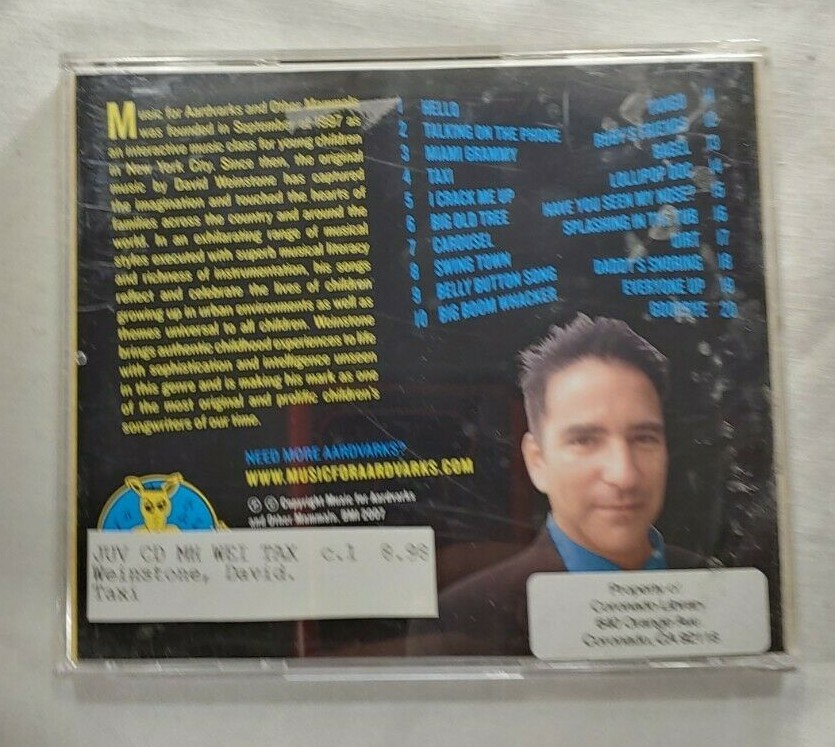 Music for Aardvarks and Other Mammals
was founded in September of 1997 as
an interactive music class for young children
in New York City. Since then, the original
music by David Weinstone has captured
the imagination and touched the hearts of
families across the country and around the
world. In an exhilarating range of musical
styles executed with superb musical literacy
and richness of instrumentation, his songs
reflect and celebrate the lives of children
growing up in urban environments as well as
themes universal to all children. Weinstone
brings authentic childhood experiences to life
with sophistication and intelligence unseen
in this genre and is making his mark as one
of the most original and prolific children's
songwriters of our time.
1 HELLO
2 TALKING ON THE PHONE
3 MIAMI GRAMMY
4 TAXI
5 I CRACK ME UP
6 BIG OLD TREE
7 CAROUSEL
8 SWING TOWN
9 BELLY BUTTON SONG
10 BIG BOOM WHACKER
11
FRIENDS 12
BAGEL 13
LOLLIPOP DOC 14
HAVE YOU SEEN MY NOSE? 15
SPLASHING IN THE TUB 16
DIRT 17
DADDY'S SNORING 18
EVERYONE UP 19
GOODBYE 20
NEED MORE AARDVARKS?
WWW.MUSICFORAARDVARKS.COM
℗ © Copyright Music for Aardvarks
and Other Mammals, BMI 2007
JUV CD MR WEI TAX c.1 8.98
Weinstone, David.
Taxi
Property of
Coronado Library
640 Orange Ave.
Coronado, CA 92118